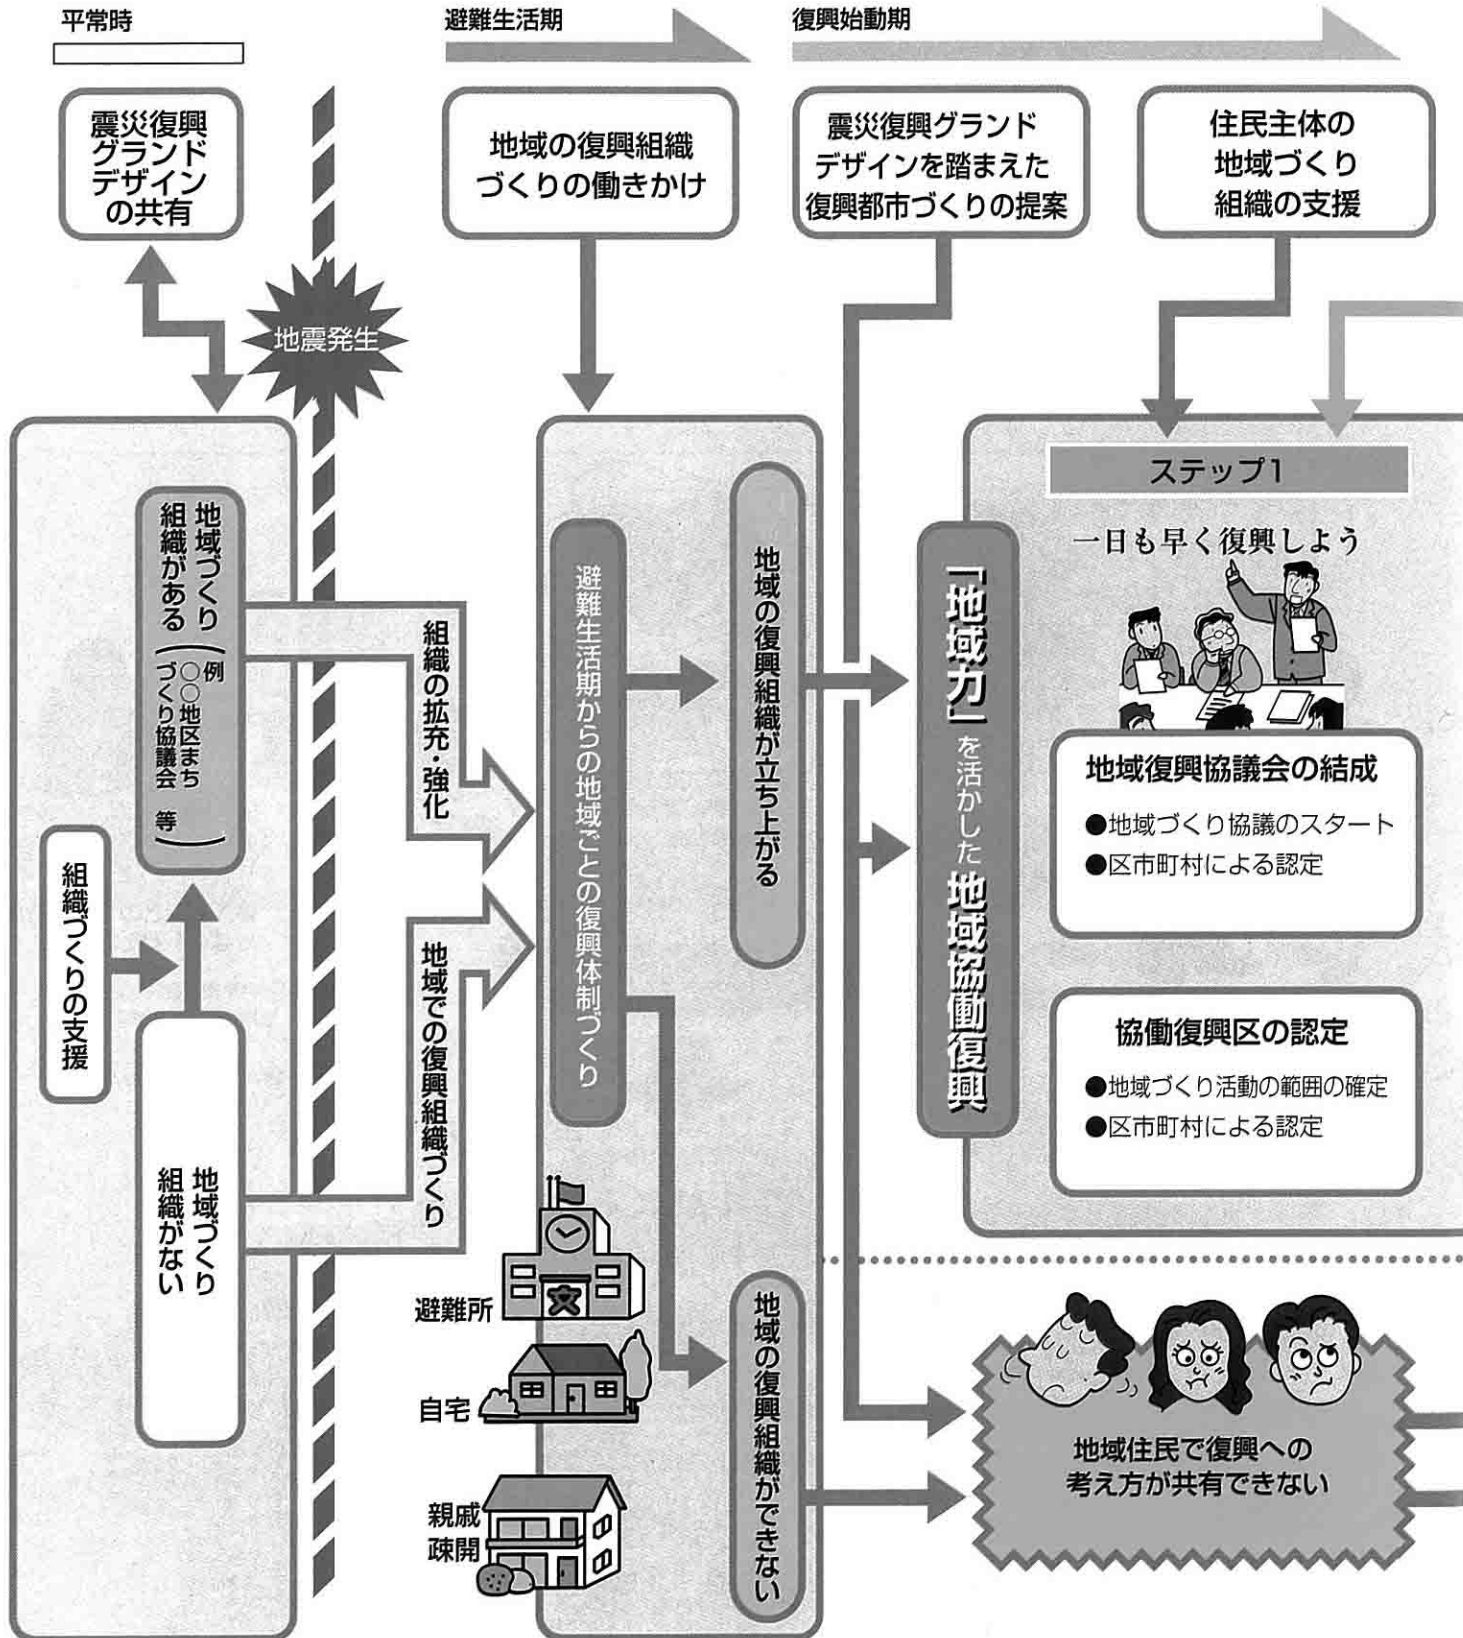 平常時
避難生活期
復興始動期
震災復興
グランド
デザイン
の共有
地域の復興組織
づくりの働きかけ
震災復興グランド
デザインを踏まえた
復興都市づくりの提案
住民主体の
地域づくり
組織の支援
地震発生
地域づくり
組織がある
(例
○○地区まち
づくり協議会 等)
組織づくりの支援
地域づくり
組織がない
組織の拡充・強化
地域での復興組織づくり
避難生活期からの地域ごとの復興体制づくり
地域の復興組織が立ち上がる
地域の復興組織ができない
避難所
文
自宅
親戚
疎開
「地域力」を活かした地域協働復興
ステップ1
一日も早く復興しよう
地域復興協議会の結成
●地域づくり協議のスタート
●区市町村による認定
協働復興区の認定
●地域づくり活動の範囲の確定
●区市町村による認定
地域住民で復興への
考え方が共有できない